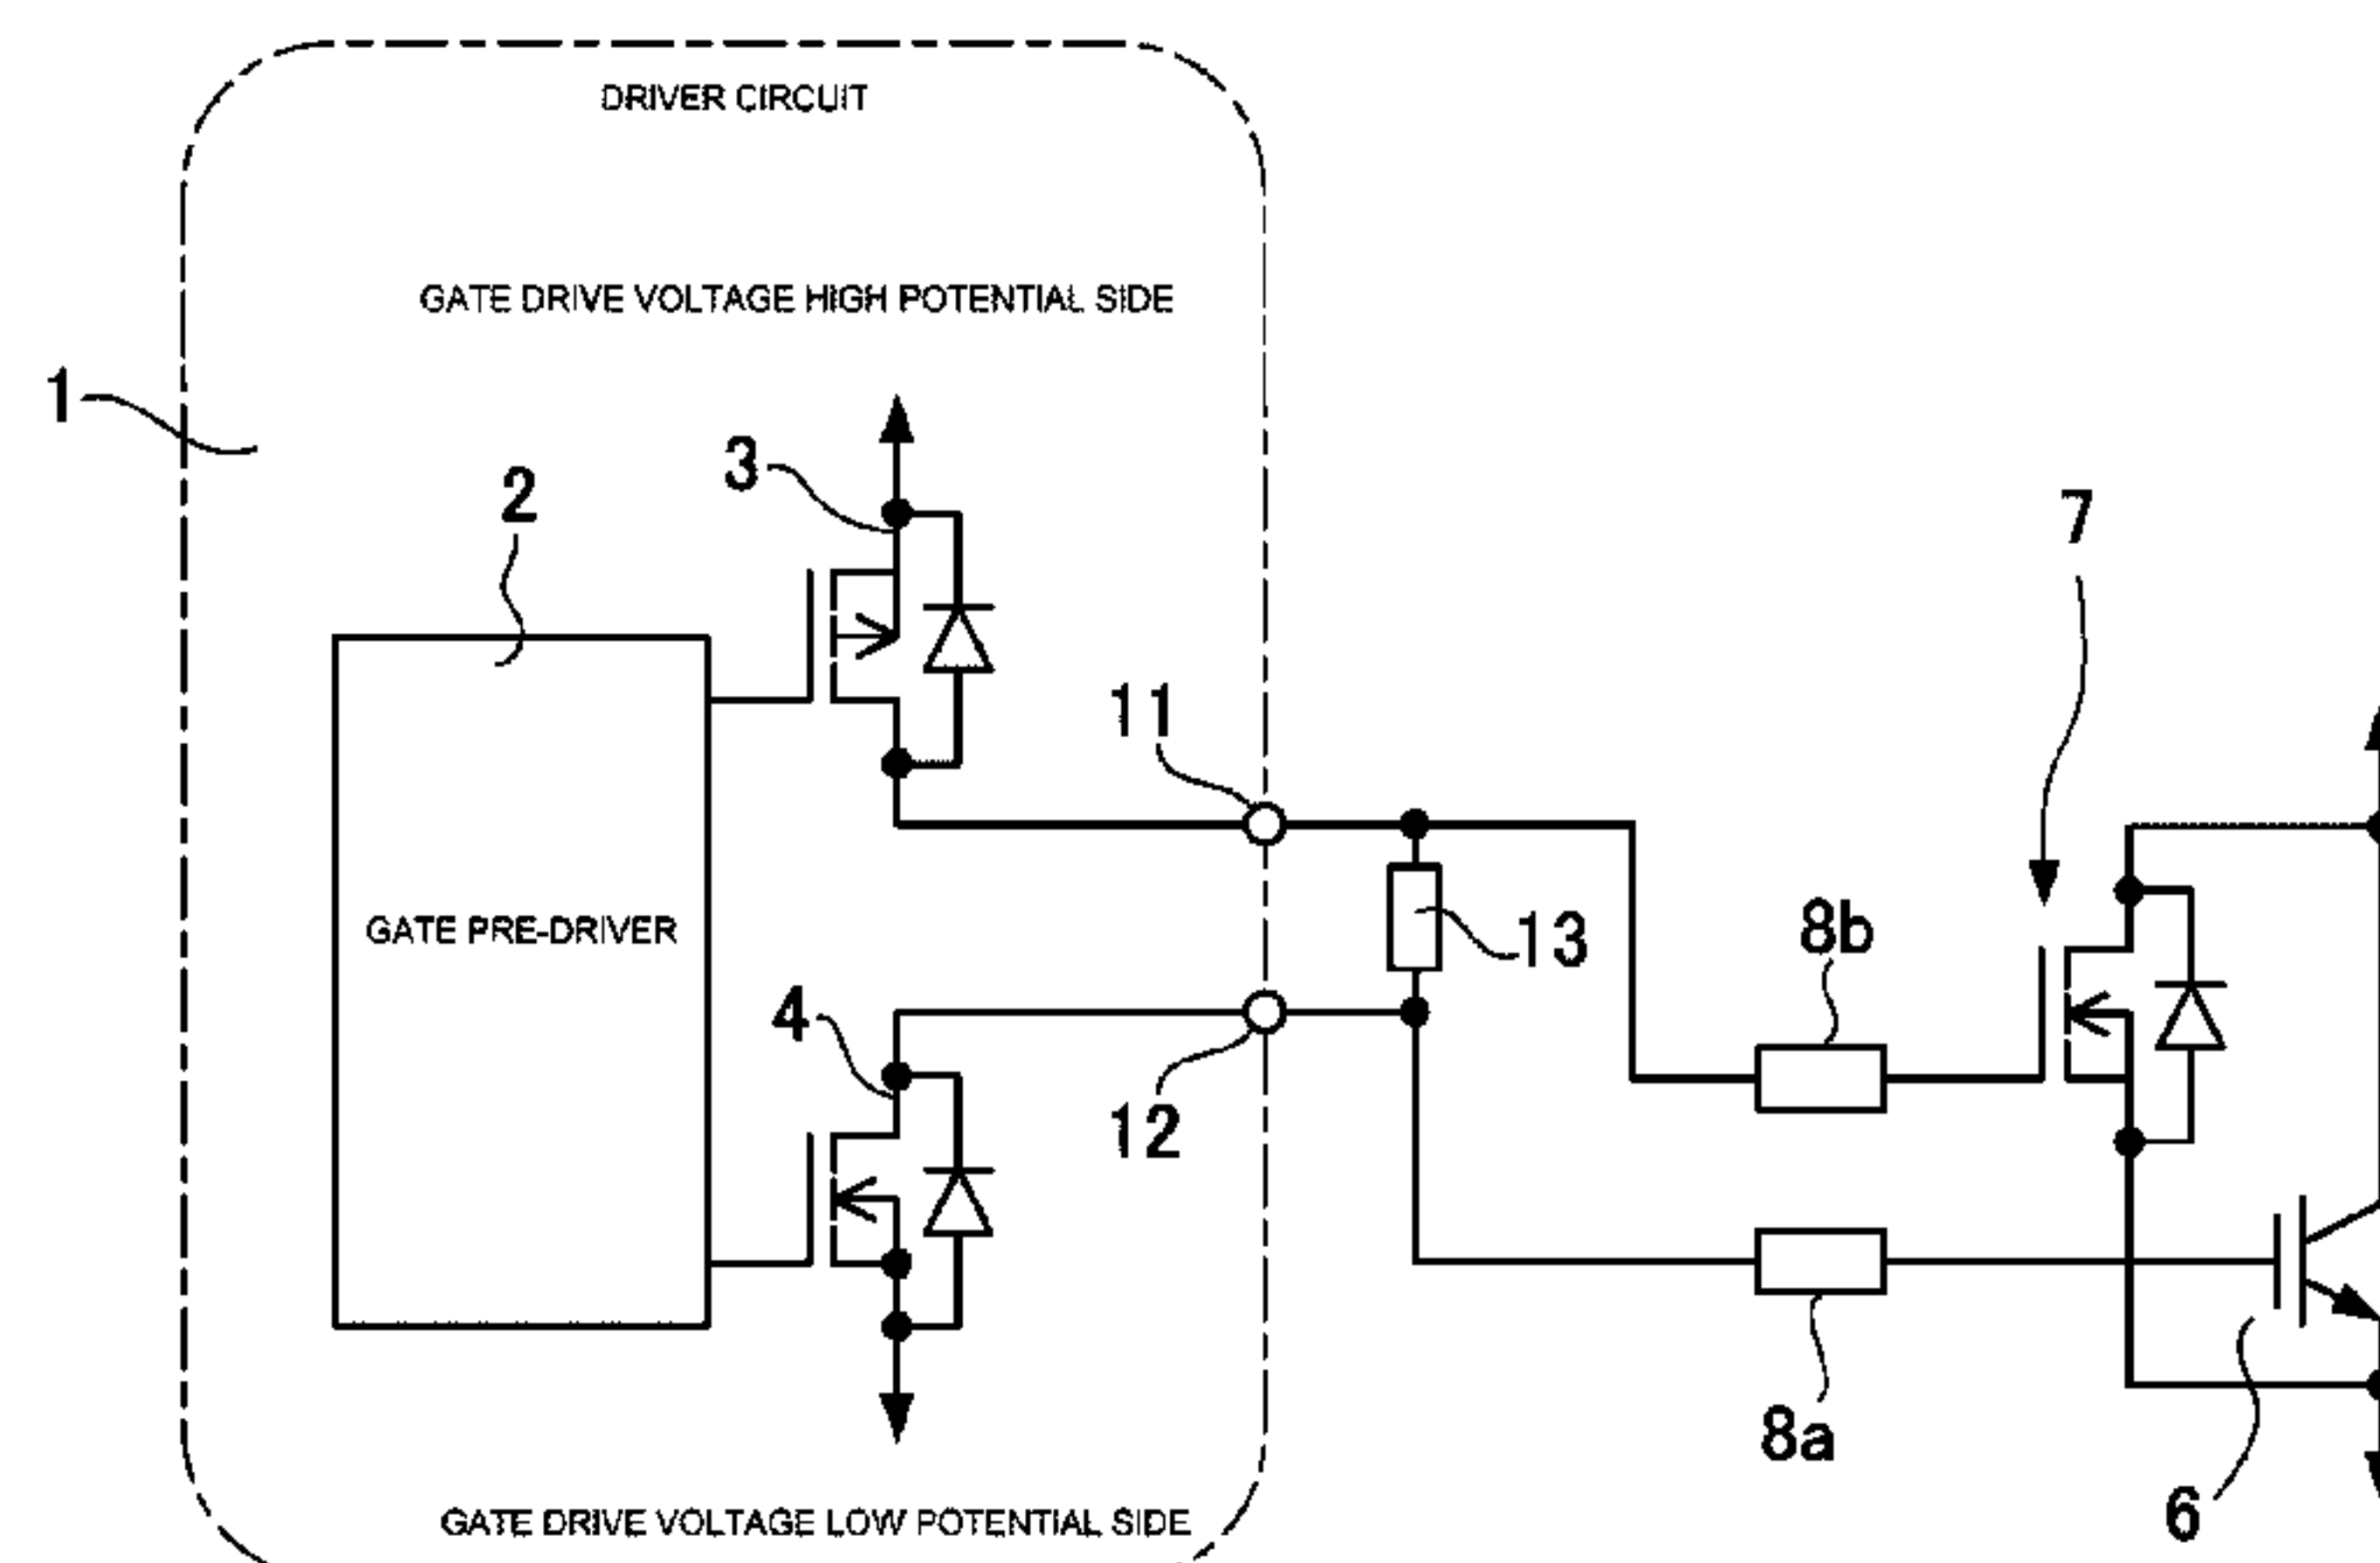 DRIVER CIRCUIT
GATE DRIVE VOLTAGE HIGH POTENTIAL SIDE
1
3
2
7
11
8b
13
GATE PRE-DRIVER
4
12
8a
6
GATE DRIVE VOLTAGE LOW POTENTIAL SIDE